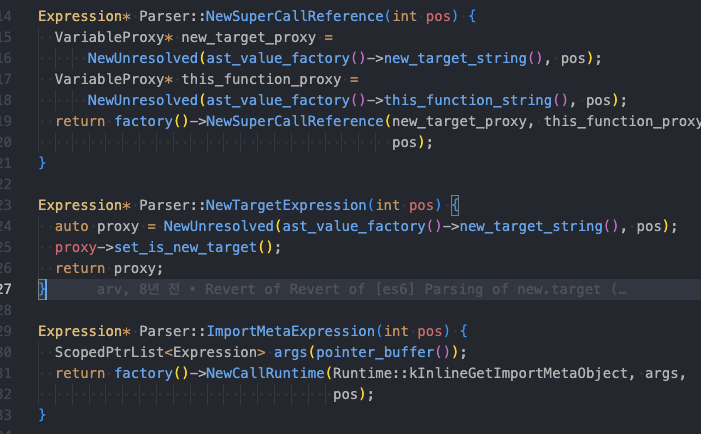 14 Expression* Parser::NewSuperCallReference(int pos) {
15 VariableProxy* new_target_proxy =
16 NewUnresolved(ast_value_factory()->new_target_string(), pos);
17 VariableProxy* this_function_proxy =
18 NewUnresolved(ast_value_factory()->this_function_string(), pos);
19 return factory()->NewSuperCallReference(new_target_proxy, this_function_proxy
20 pos);
21 }
22
23 Expression* Parser::NewTargetExpression(int pos) {
24 auto proxy = NewUnresolved(ast_value_factory()->new_target_string(), pos);
25 proxy->set_is_new_target();
26 return proxy;
27 } arv, 8년 전 • Revert of Revert of [es6] Parsing of new.target (…
28
29 Expression* Parser::ImportMetaExpression(int pos) {
30 ScopedPtrList<Expression> args(pointer_buffer());
31 return factory()->NewCallRuntime(Runtime::kInlineGetImportMetaObject, args,
32 pos);
33 }